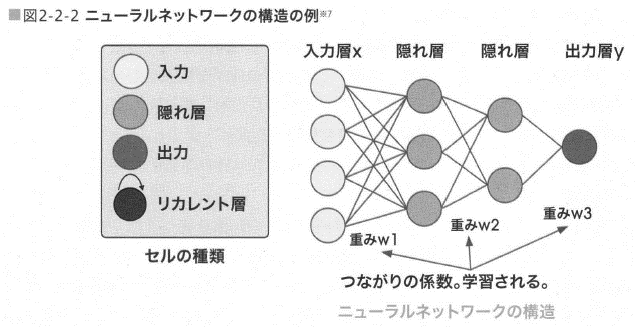 ■図2-2-2 ニューラルネットワークの構造の例※7
入力
隠れ層
出力
リカレント層
セルの種類
入力層x 隠れ層 隠れ層 出力層y
重みw1
重みw2
重みw3
つながりの係数。学習される。
ニューラルネットワークの構造